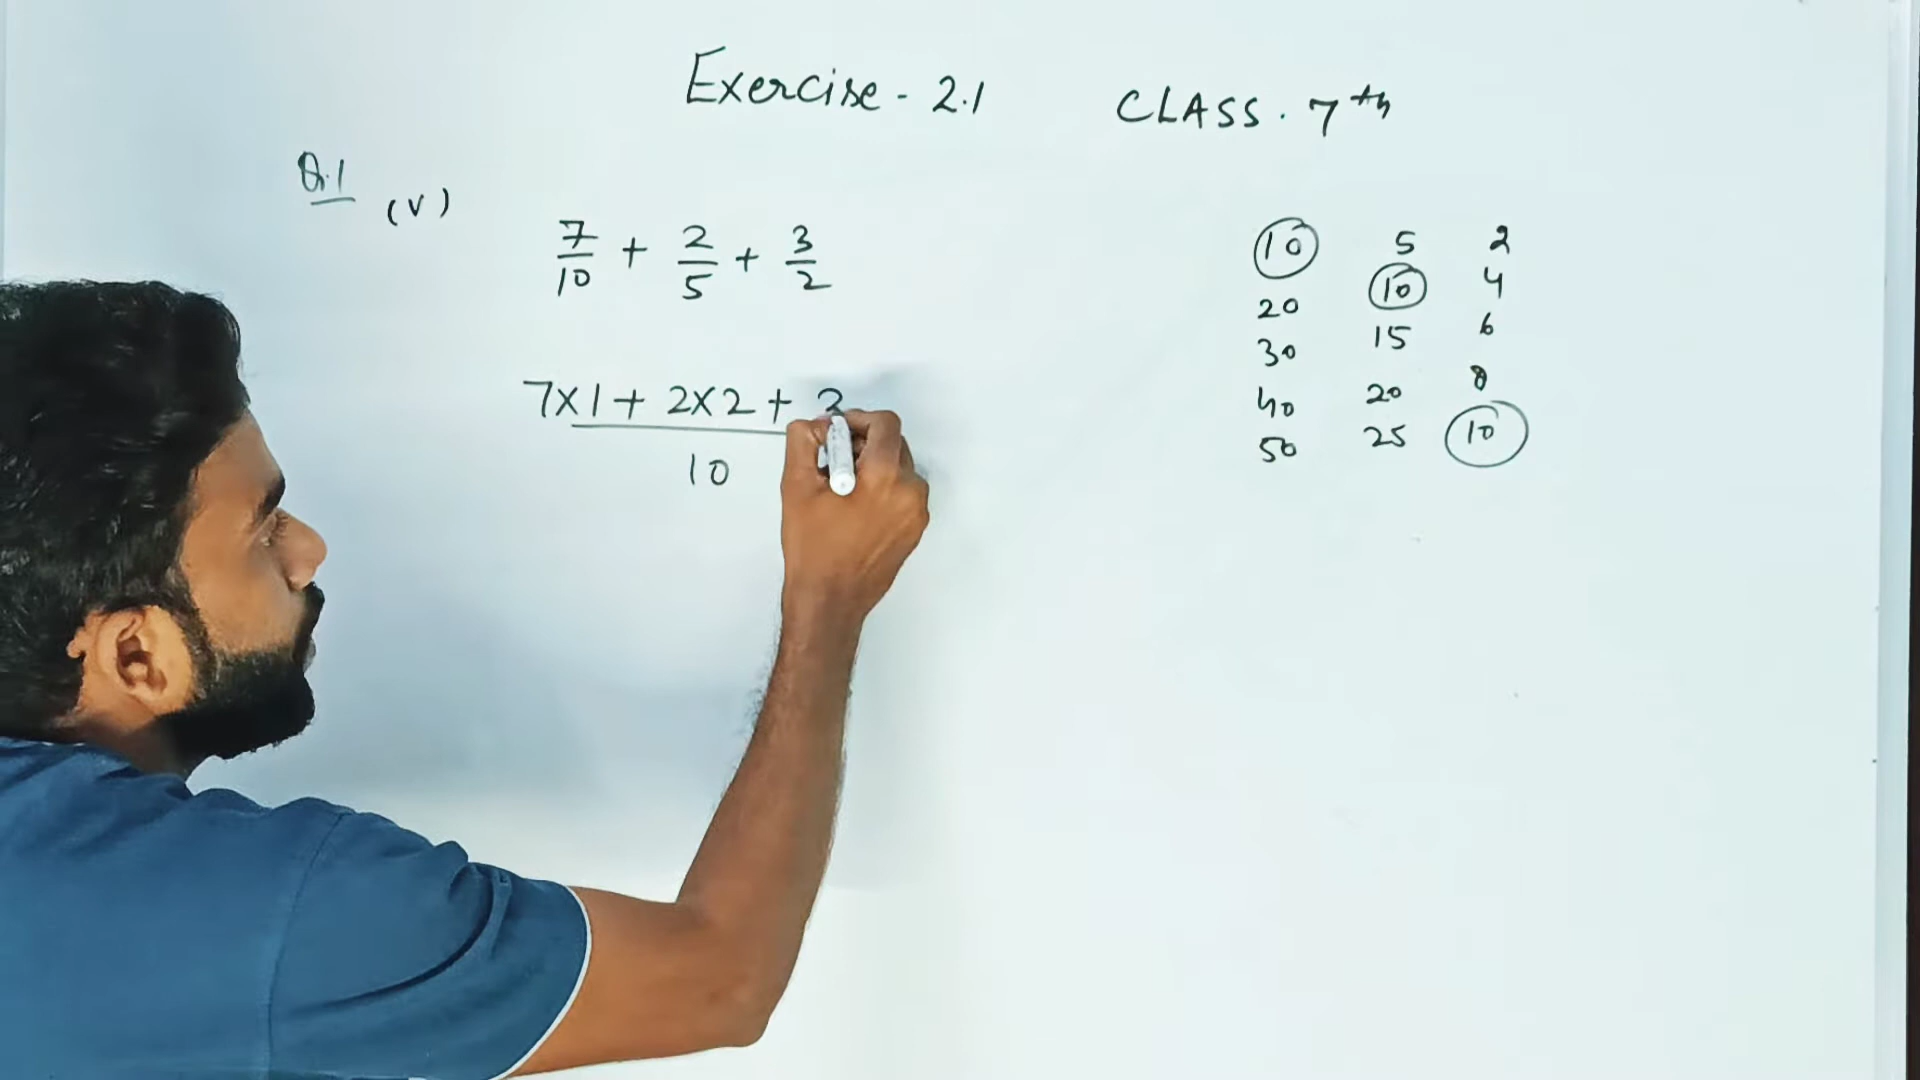 Exercise - 2.1 CLASS. 7th
Q.1 (v)
7/10 + 2/5 + 3/2
7×1 + 2×2 + 3
10
10 5 2
20 10 4
30 15 6
40 20 8
50 25 10